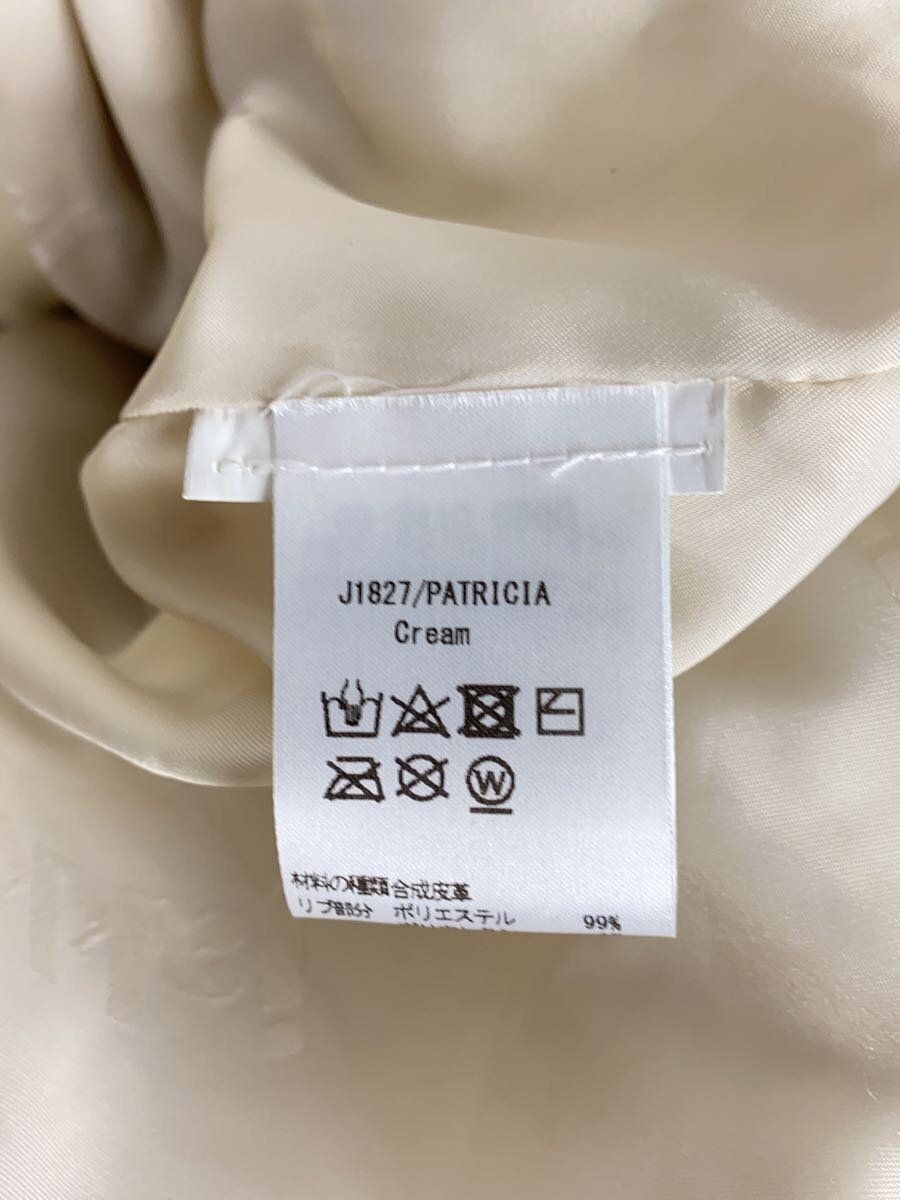 J1827/PATRICIA
Cream
W
材料の種類 合成皮革
リブ部分 ポリエステル 99%